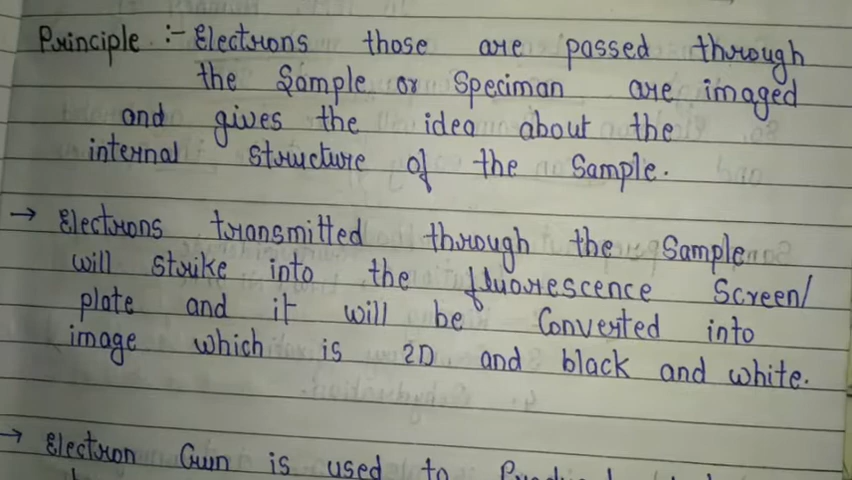 Principle :- Electrons those are passed through
the Sample or Speciman are imaged
and gives the idea about the
internal structure of the Sample.
→ Electrons transmitted through the Sample
will strike into the fluorescence Screen/
plate and it will be Converted into
image which is 2D and black and white.
→ Electron Gun is used to